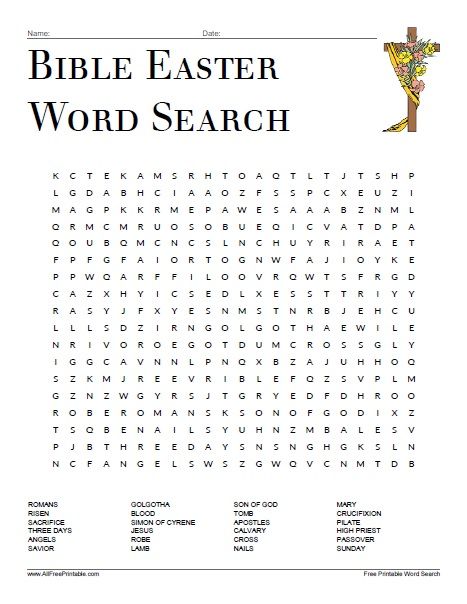 Name: Date:
BIBLE EASTER
WORD SEARCH
K C T E K A M S R H T O A Q T L T J T S H P
L G D A B H C I A A O Z F S S P C X E U Z I
M A G P K K R M E P A W E S A A A B Z N M L
Q R M C M R U O S O B U E Q I C V A T D P A
Q O U B Q M C N C S L N C H U Y R I R A E T
F P F G F A I O R T O G N W F A J I O Y K E
P P W Q A R F F I L O O V R Q W T S F R G D
C A Z X H Y I C S E D L X E S S T T R I Y Y
R A S Y J F X Y E S N M S T N R B J E H C U
L L L S D Z I R N G O L G O T H A E W I L E
N R I V O R O E G O T D U M C R O S S G L Y
I G G C A V N N L P N Q X B Z A J U H H O Q
S Z K M J R E E V R I B L E F Q Z S V P L M
G Z N Z W G Y R S J T G R Y E D F D H R O O
R O B E R O M A N S K S O N O F G O D I X Z
T S Q B E N A I L S Y U H N Z M B A L E S V
P J B T H R E E D A Y S N S N G H G K S L N
N C F A N G E L S W S Z G W Q V C N M T D B
ROMANS GOLGOTHA SON OF GOD MARY
RISEN BLOOD TOMB CRUCIFIXION
SACRIFICE SIMON OF CYRENE APOSTLES PILATE
THREE DAYS JESUS CALVARY HIGH PRIEST
ANGELS ROBE CROSS PASSOVER
SAVIOR LAMB NAILS SUNDAY
www.AllFreePrintable.com Free Printable Word Search